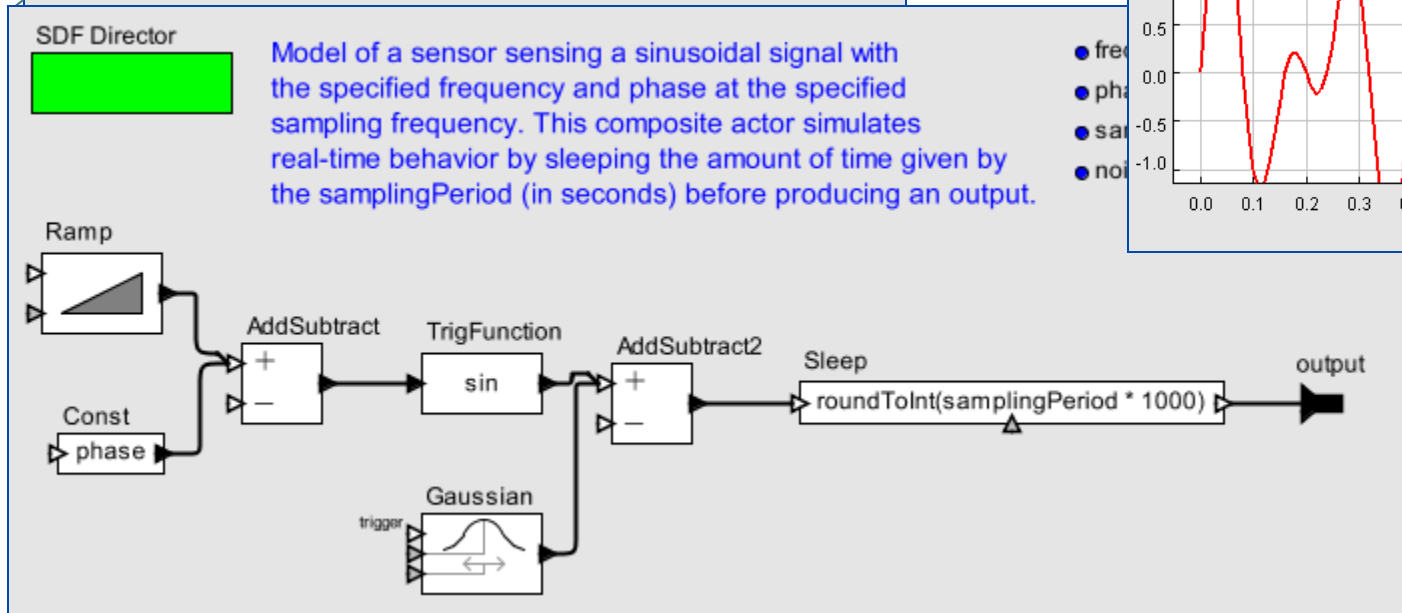 SDF Director
Model of a sensor sensing a sinusoidal signal with
the specified frequency and phase at the specified
sampling frequency. This composite actor simulates
real-time behavior by sleeping the amount of time given by
the samplingPeriod (in seconds) before producing an output.
0.5
0.0
-0.5
-1.0
0.0 0.1 0.2 0.3
Ramp
AddSubtract
+
−
TrigFunction
sin
AddSubtract2
+
−
Sleep
roundToInt(samplingPeriod * 1000)
output
Const
phase
Gaussian
trigger